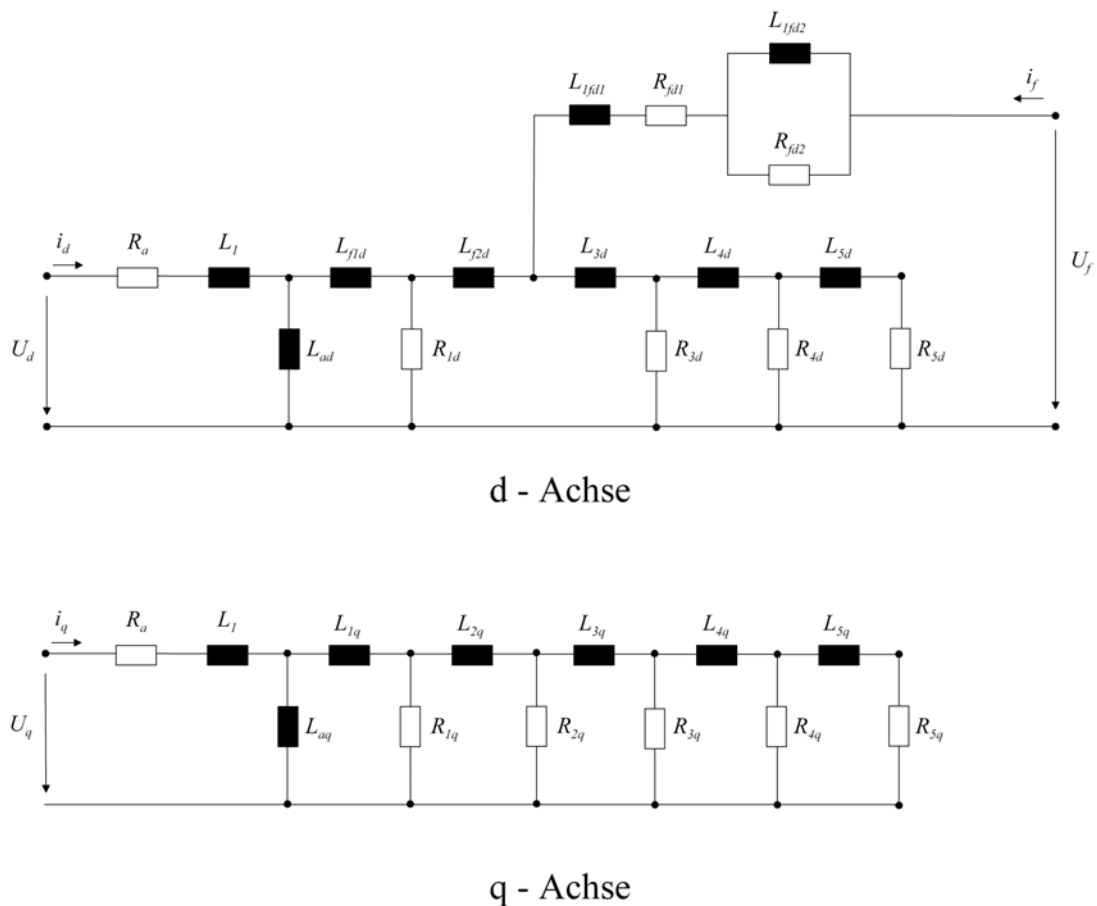 L1fd2
L1fd1 Rfd1 if
Rfd2
id Ra L1 Lf1d Lf2d L3d L4d L5d
Uf
Ud Lad R1d R3d R4d R5d
d - Achse
iq Ra L1 L1q L2q L3q L4q L5q
Uq Laq R1q R2q R3q R4q R5q
q - Achse